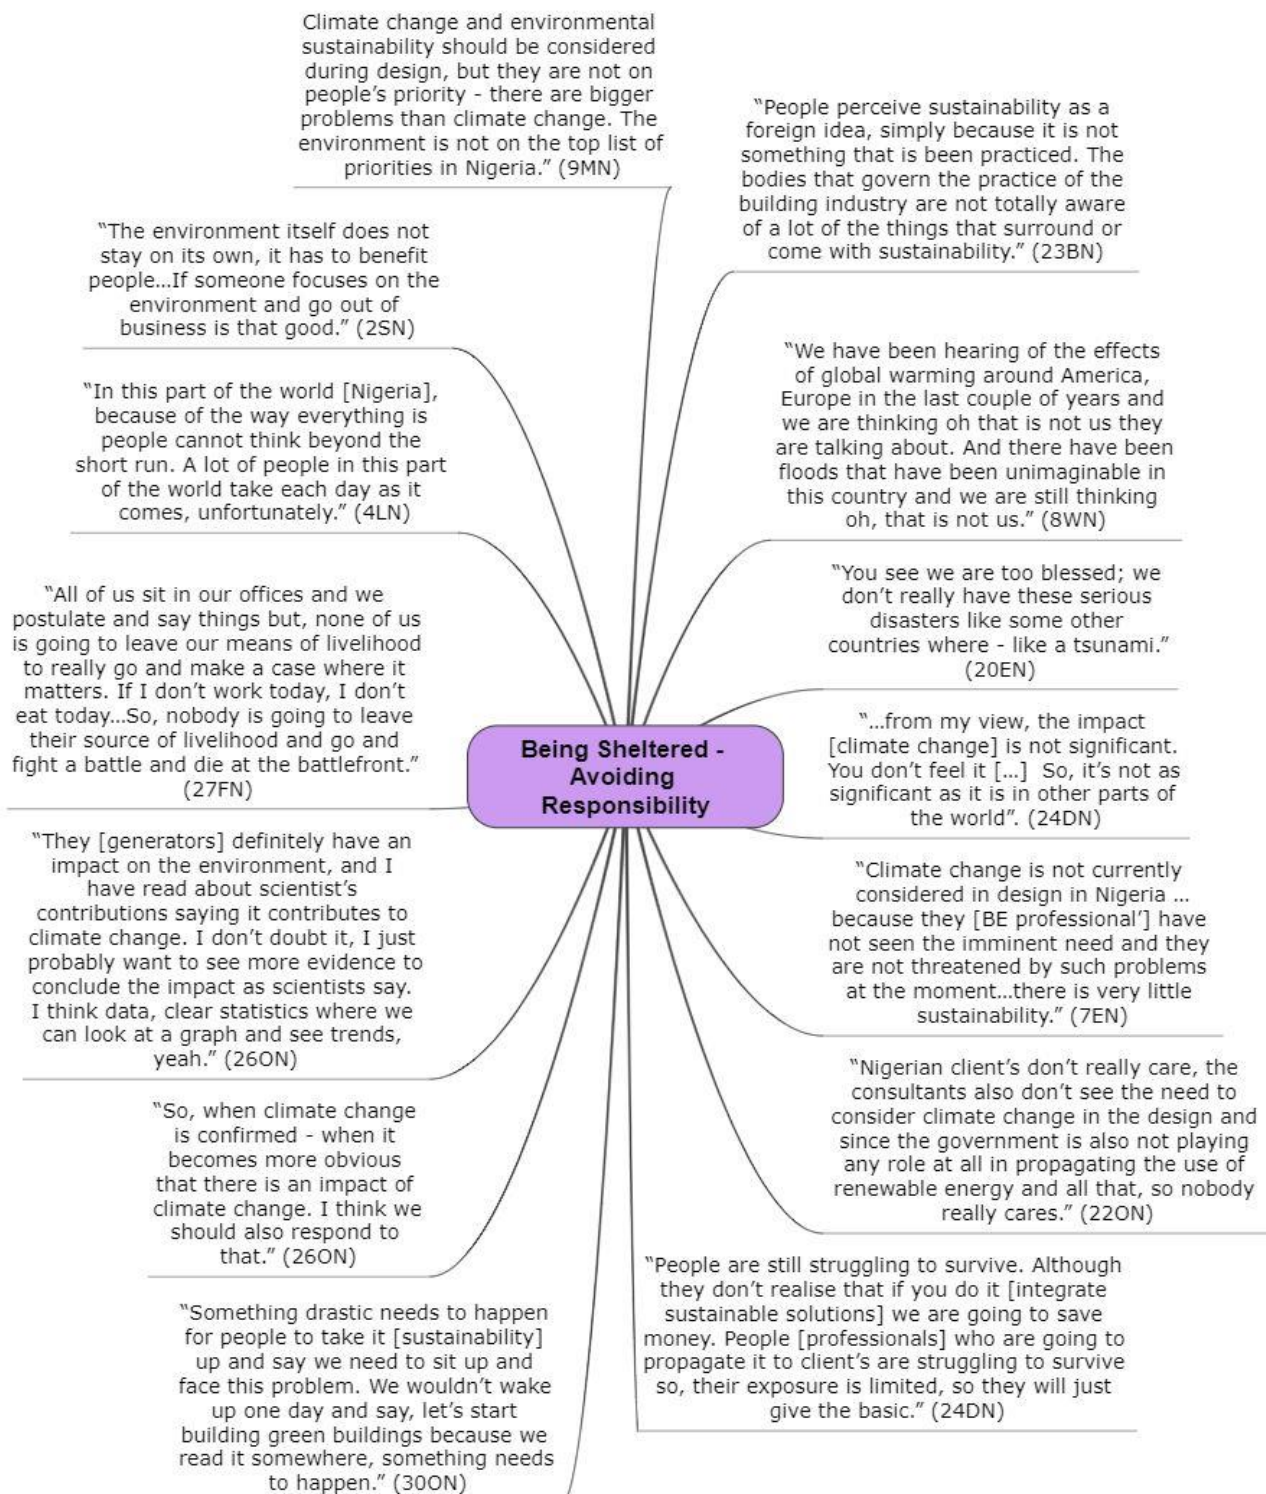 Climate change and environmental
sustainability should be considered
during design, but they are not on
people’s priority - there are bigger
problems than climate change. The
environment is not on the top list of
priorities in Nigeria.” (9MN)
“The environment itself does not
stay on its own, it has to benefit
people...If someone focuses on the
environment and go out of
business is that good.” (2SN)
“In this part of the world [Nigeria],
because of the way everything is
people cannot think beyond the
short run. A lot of people in this part
of the world take each day as it
comes, unfortunately.” (4LN)
“All of us sit in our offices and we
postulate and say things but, none of us
is going to leave our means of livelihood
to really go and make a case where it
matters. If I don’t work today, I don’t
eat today...So, nobody is going to leave
their source of livelihood and go and
fight a battle and die at the battlefront.”
(27FN)
“They [generators] definitely have an
impact on the environment, and I
have read about scientist’s
contributions saying it contributes to
climate change. I don’t doubt it, I just
probably want to see more evidence to
conclude the impact as scientists say.
I think data, clear statistics where we
can look at a graph and see trends,
yeah.” (26ON)
“So, when climate change
is confirmed - when it
becomes more obvious
that there is an impact of
climate change. I think we
should also respond to
that.” (26ON)
“Something drastic needs to happen
for people to take it [sustainability]
up and say we need to sit up and
face this problem. We wouldn’t wake
up one day and say, let’s start
building green buildings because we
read it somewhere, something needs
to happen.” (30ON)
Being Sheltered -
Avoiding
Responsibility
“People perceive sustainability as a
foreign idea, simply because it is not
something that is been practiced. The
bodies that govern the practice of the
building industry are not totally aware
of a lot of the things that surround or
come with sustainability.” (23BN)
“We have been hearing of the effects
of global warming around America,
Europe in the last couple of years and
we are thinking oh that is not us they
are talking about. And there have been
floods that have been unimaginable in
this country and we are still thinking
oh, that is not us.” (8WN)
“You see we are too blessed; we
don’t really have these serious
disasters like some other
countries where - like a tsunami.”
(20EN)
“...from my view, the impact
[climate change] is not significant.
You don’t feel it [...] So, it’s not as
significant as it is in other parts of
the world”. (24DN)
“Climate change is not currently
considered in design in Nigeria ...
because they [BE professional’] have
not seen the imminent need and they
are not threatened by such problems
at the moment...there is very little
sustainability.” (7EN)
“Nigerian client’s don’t really care, the
consultants also don’t see the need to
consider climate change in the design and
since the government is also not playing
any role at all in propagating the use of
renewable energy and all that, so nobody
really cares.” (22ON)
“People are still struggling to survive. Although
they don’t realise that if you do it [integrate
sustainable solutions] we are going to save
money. People [professionals] who are going to
propagate it to client’s are struggling to survive
so, their exposure is limited, so they will just
give the basic.” (24DN)